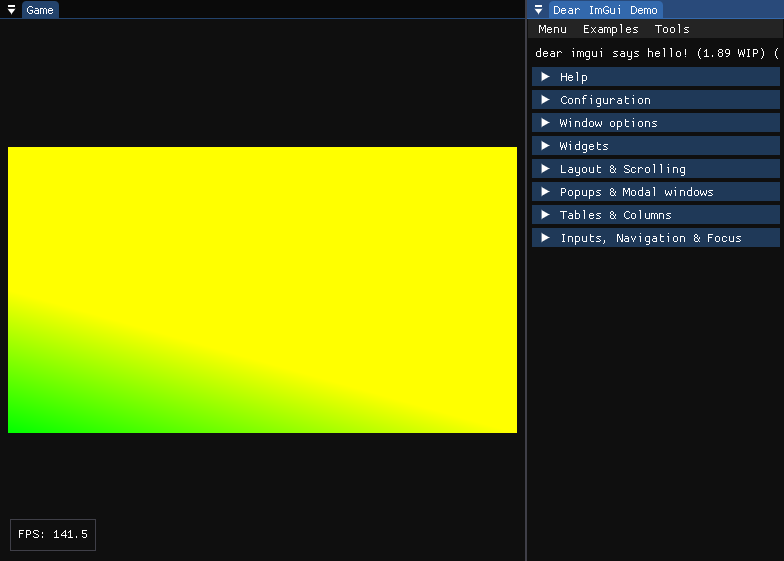 Game
Dear ImGui Demo
Menu Examples Tools
dear imgui says hello! (1.89 WIP) (
Help
Configuration
Window options
Widgets
Layout & Scrolling
Popups & Modal windows
Tables & Columns
Inputs, Navigation & Focus
FPS: 141.5